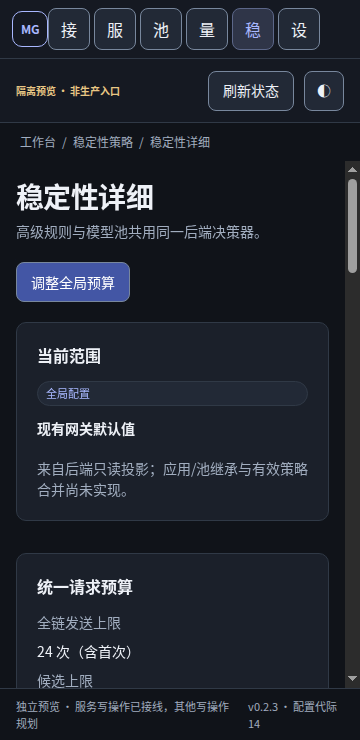 MG 接 服 池 量 稳 设
隔离预览 · 非生产入口 刷新状态
工作台 / 稳定性策略 / 稳定性详细
稳定性详细
高级规则与模型池共用同一后端决策器。
调整全局预算
当前范围
全局配置
现有网关默认值
来自后端只读投影；应用/池继承与有效策略
合并尚未实现。
统一请求预算
全链发送上限
24 次（含首次）
候选上限
独立预览 · 服务写操作已接线，其他写操作
规划
v0.2.3 · 配置代际
14